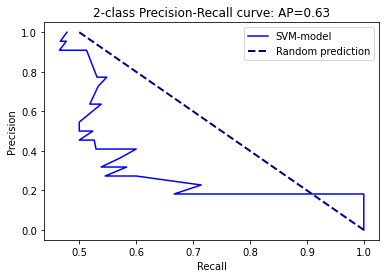 2-class Precision-Recall curve: AP=0.63
SVM-model
Random prediction
Precision
1.0
0.8
0.6
0.4
0.2
0.0
0.5 0.6 0.7 0.8 0.9 1.0
Recall